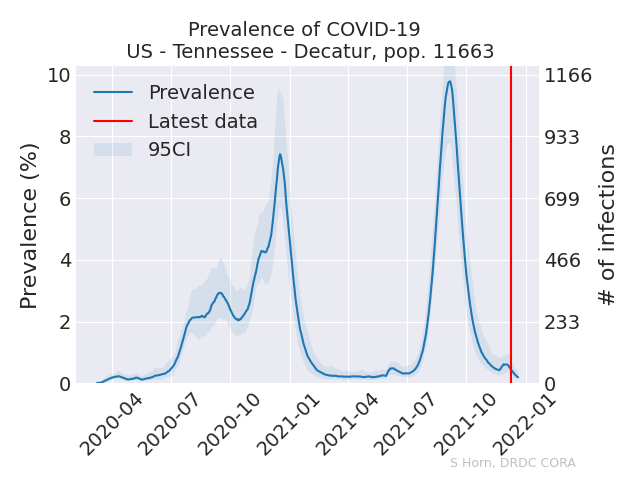 Prevalence of COVID-19
US - Tennessee - Decatur, pop. 11663
Prevalence (%)
10
8
6
4
2
0
Prevalence
Latest data
95CI
1166
933
699
466
233
0
# of infections
2020-04
2020-07
2020-10
2021-01
2021-04
2021-07
2021-10
2022-01
S Horn, DRDC CORA